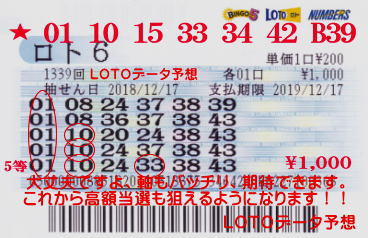 ★ 01 10 15 33 34 42 B39
BINGO5 LOTO NUMBERS
ロト6 単価1口¥200
1339回 LOTOデータ予想 各01口 ¥1,000
抽せん日 2018/12/17 支払期限 2019/12/17
01 08 24 37 38 39
01 08 36 37 38 43
01 10 20 24 38 43
01 10 24 37 38 43
5等 01 24 33 38 43 ¥1,000
大丈夫ですよ、軸もバッチリ、期待できます。
これから高額当選も狙えるようになります！！
LOTOデータ予想